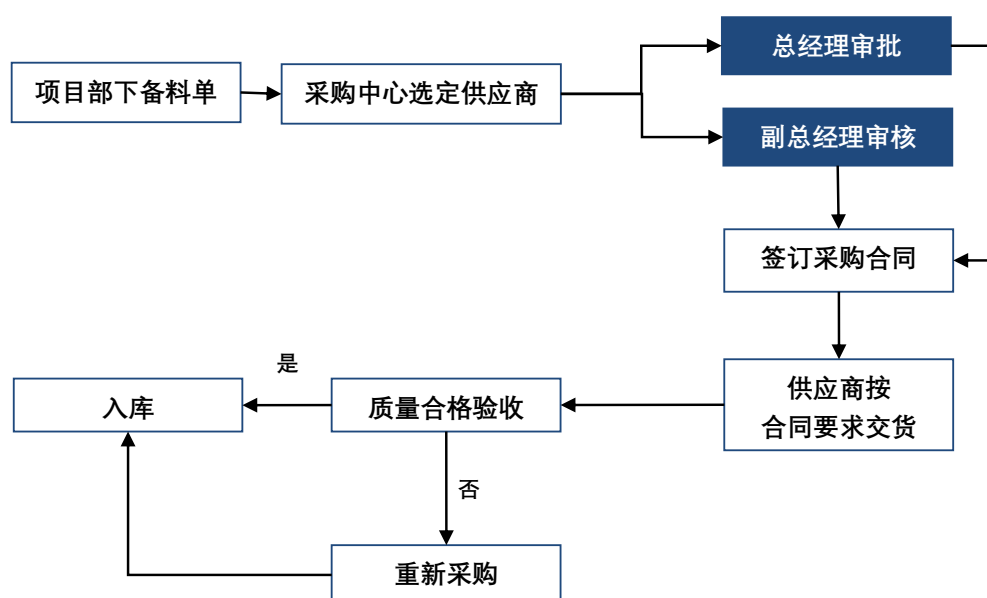 项目部下备料单
采购中心选定供应商
总经理审批
副总经理审核
签订采购合同
供应商按
合同要求交货
质量合格验收
是
入库
否
重新采购